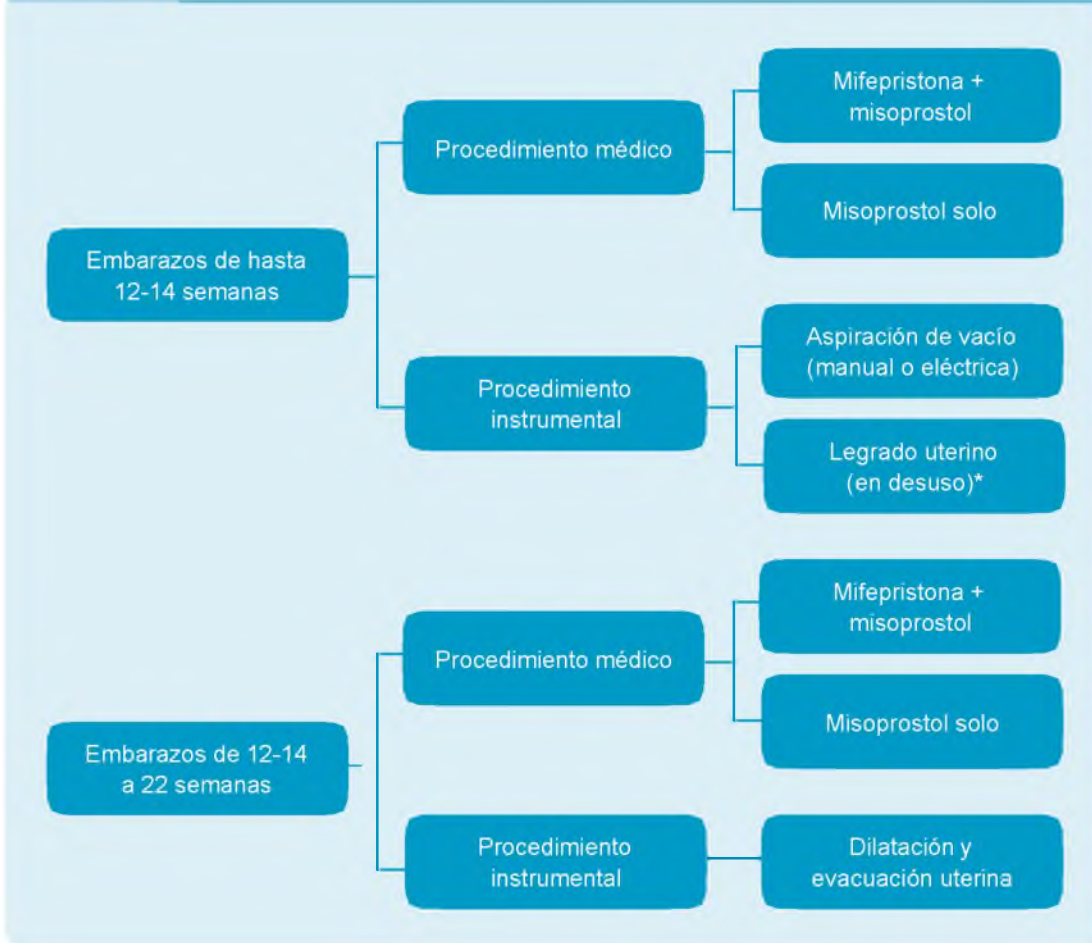 Mifepristona +
misoprostol
Procedimiento médico
Misoprostol solo
Embarazos de hasta
12-14 semanas
Aspiración de vacío
(manual o eléctrica)
Procedimiento
instrumental
Legrado uterino
(en desuso)*
Mifepristona +
misoprostol
Procedimiento médico
Misoprostol solo
Embarazos de 12-14
a 22 semanas
Procedimiento
instrumental
Dilatación y
evacuación uterina